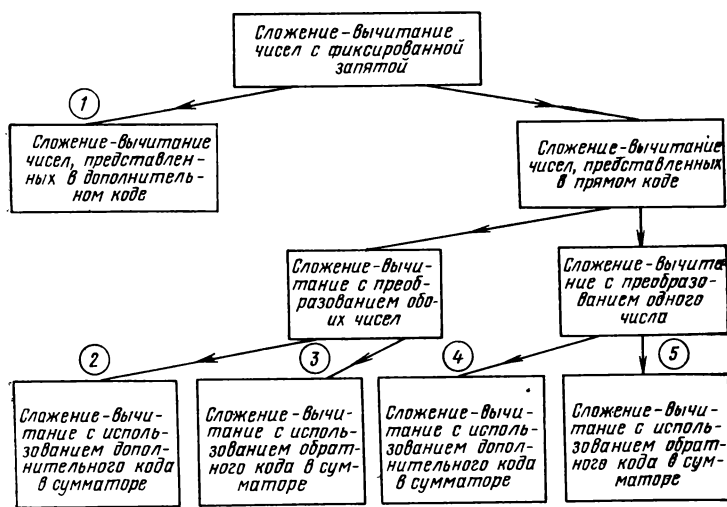 Сложение-вычитание
чисел с фиксированной
запятой
1
Сложение-вычитание
чисел, представлен-
ных в дополнитель-
ном коде
Сложение-вычитание
чисел, представленных
в прямом коде
Сложение-вычи-
тание с преоб-
разованием обо-
их чисел
Сложение-вычита-
ние с преобразо-
ванием одного
числа
2
3
4
5
Сложение-вычи-
тание с исполь-
зованием допол-
нительного кода
в сумматоре
Сложение-вычи-
тание с исполь-
зованием обрат-
ного кода в сум-
маторе
Сложение-вычи-
тание с исполь-
зованием допол-
нительного кода
в сумматоре
Сложение-вычи-
тание с исполь-
зованием обрат-
ного кода в сум-
маторе